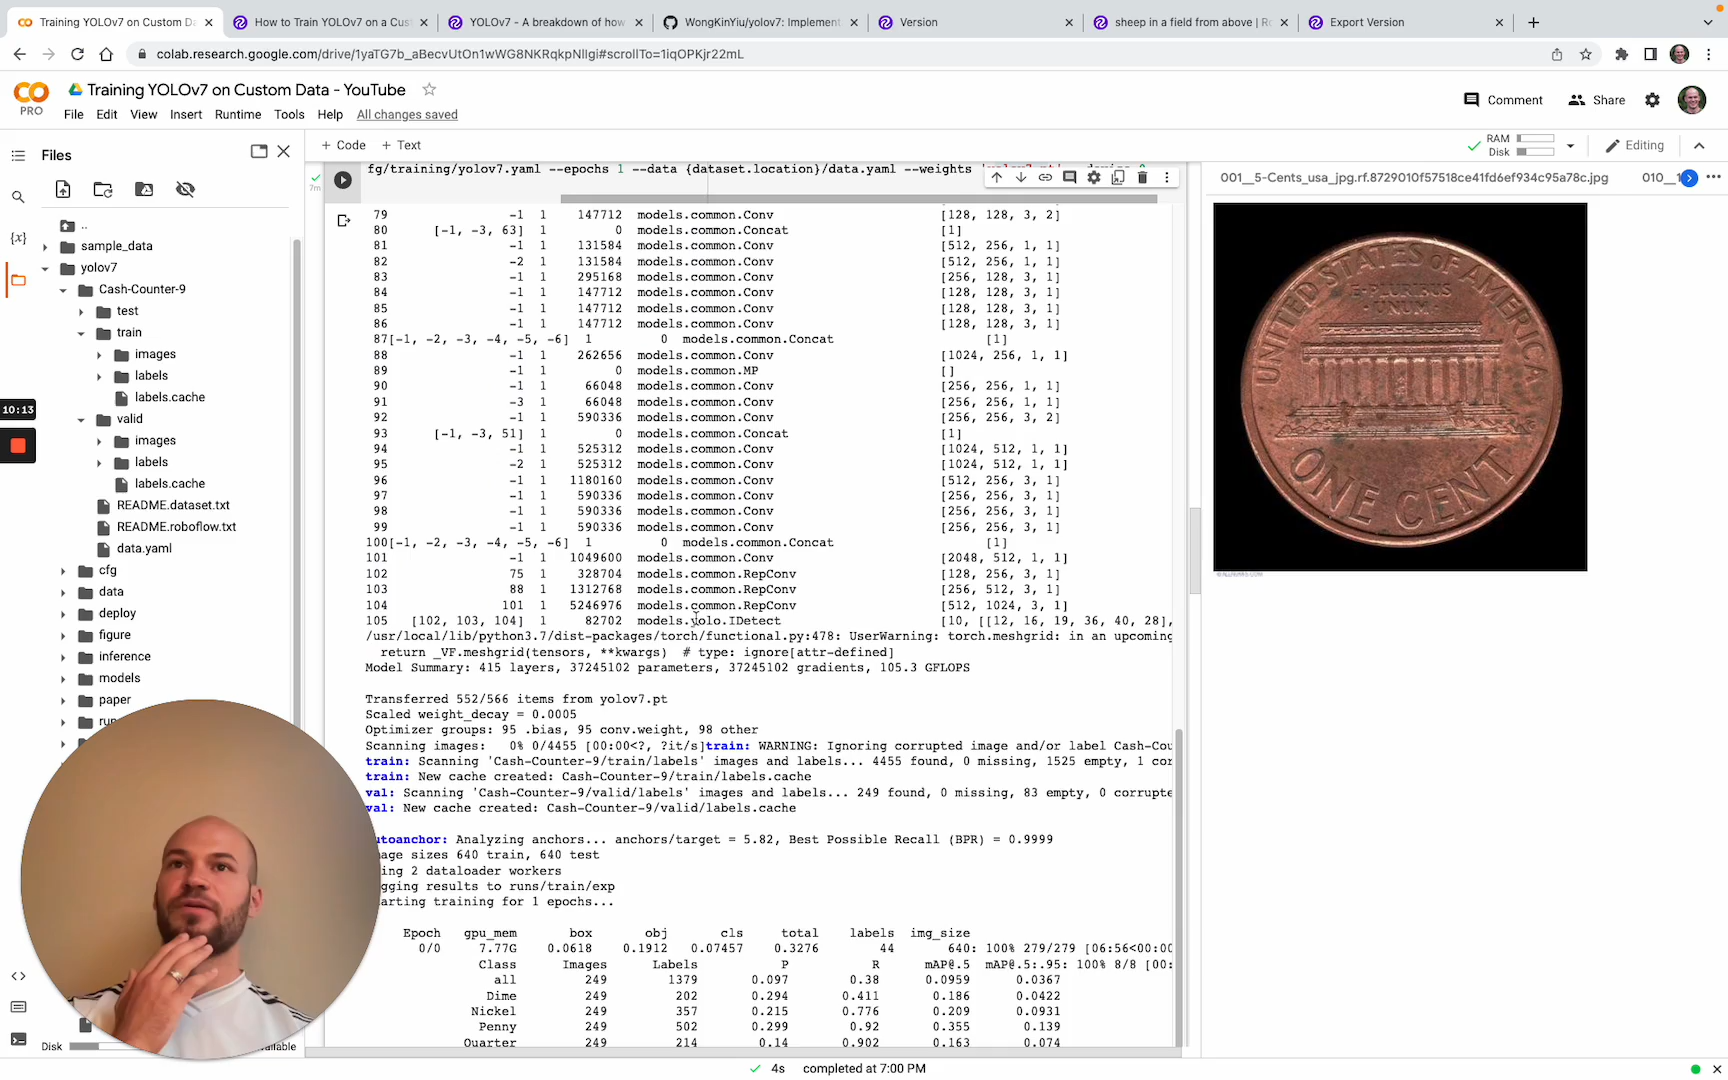 Training YOLOv7 on Custom D
How to Train YOLOv7 on a Cus
YOLOv7 - A breakdown of how
WongKinYiu/yolov7: Implement
Version
sheep in a field from above | Ro
Export Version
colab.research.google.com/drive/1yaTG7b_aBecvUtOn1wWG8NKRqkpNlIgi#scrollTo=1iqOPKjr22mL
CO
PRO
Training YOLOv7 on Custom Data - YouTube
File Edit View Insert Runtime Tools Help All changes saved
Comment Share
Files
+ Code + Text
RAM
Disk
Editing
..
sample_data
yolov7
Cash-Counter-9
test
train
images
labels
labels.cache
valid
images
labels
labels.cache
README.dataset.txt
README.roboflow.txt
data.yaml
cfg
data
deploy
figure
inference
models
paper
10:13
{x}
Disk
7m
fg/training/yolov7.yaml --epochs 1 --data {dataset.location}/data.yaml --weights
79 -1 1 147712 models.common.Conv [128, 128, 3, 2]
80 [-1, -3, 63] 1 0 models.common.Concat [1]
81 -1 1 131584 models.common.Conv [512, 256, 1, 1]
82 -2 1 131584 models.common.Conv [512, 256, 1, 1]
83 -1 1 295168 models.common.Conv [256, 128, 3, 1]
84 -1 1 147712 models.common.Conv [128, 128, 3, 1]
85 -1 1 147712 models.common.Conv [128, 128, 3, 1]
86 -1 1 147712 models.common.Conv [128, 128, 3, 1]
87[-1, -2, -3, -4, -5, -6] 1 0 models.common.Concat [1]
88 -1 1 262656 models.common.Conv [1024, 256, 1, 1]
89 -1 1 0 models.common.MP []
90 -1 1 66048 models.common.Conv [256, 256, 1, 1]
91 -3 1 66048 models.common.Conv [256, 256, 1, 1]
92 -1 1 590336 models.common.Conv [256, 256, 3, 2]
93 [-1, -3, 51] 1 0 models.common.Concat [1]
94 -1 1 525312 models.common.Conv [1024, 512, 1, 1]
95 -2 1 525312 models.common.Conv [1024, 512, 1, 1]
96 -1 1 1180160 models.common.Conv [512, 256, 3, 1]
97 -1 1 590336 models.common.Conv [256, 256, 3, 1]
98 -1 1 590336 models.common.Conv [256, 256, 3, 1]
99 -1 1 590336 models.common.Conv [256, 256, 3, 1]
100[-1, -2, -3, -4, -5, -6] 1 0 models.common.Concat [1]
101 -1 1 1049600 models.common.Conv [2048, 512, 1, 1]
102 75 1 328704 models.common.RepConv [128, 256, 3, 1]
103 88 1 1312768 models.common.RepConv [256, 512, 3, 1]
104 101 1 5246976 models.common.RepConv [512, 1024, 3, 1]
105 [102, 103, 104] 1 82702 models.yolo.IDetect [10, [[12, 16, 19, 36, 40, 28],
/usr/local/lib/python3.7/dist-packages/torch/functional.py:478: UserWarning: torch.meshgrid: in an upcoming
return _VF.meshgrid(tensors, **kwargs) # type: ignore[attr-defined]
Model Summary: 415 layers, 37245102 parameters, 37245102 gradients, 105.3 GFLOPS
Transferred 552/566 items from yolov7.pt
Scaled weight_decay = 0.0005
Optimizer groups: 95 .bias, 95 conv.weight, 98 other
Scanning images: 0% 0/4455 [00:00<?, ?it/s]train: WARNING: Ignoring corrupted image and/or label Cash-Cou
train: Scanning 'Cash-Counter-9/train/labels' images and labels... 4455 found, 0 missing, 1525 empty, 1 cor
train: New cache created: Cash-Counter-9/train/labels.cache
val: Scanning 'Cash-Counter-9/valid/labels' images and labels... 249 found, 0 missing, 83 empty, 0 corrupte
val: New cache created: Cash-Counter-9/valid/labels.cache
utoanchor: Analyzing anchors... anchors/target = 5.82, Best Possible Recall (BPR) = 0.9999
age sizes 640 train, 640 test
ing 2 dataloader workers
gging results to runs/train/exp
arting training for 1 epochs...
Epoch gpu_mem box obj cls total labels img_size
0/0 7.77G 0.0618 0.1912 0.07457 0.3276 44 640: 100% 279/279 [06:56<00:00
Class Images Labels P R mAP@.5 mAP@.5:.95: 100% 8/8 [00:
all 249 1379 0.097 0.38 0.0959 0.0367
Dime 249 202 0.294 0.411 0.186 0.0422
Nickel 249 357 0.215 0.776 0.209 0.0931
Penny 249 502 0.299 0.92 0.355 0.139
Quarter 249 214 0.14 0.902 0.163 0.074
001__5-Cents_usa_jpg.rf.8729010f57518ce41fd6ef934c95a78c.jpg
010__1
UNITED STATES OF AMERICA
E·PLURIBUS
UNUM
ONE CENT
4s completed at 7:00 PM